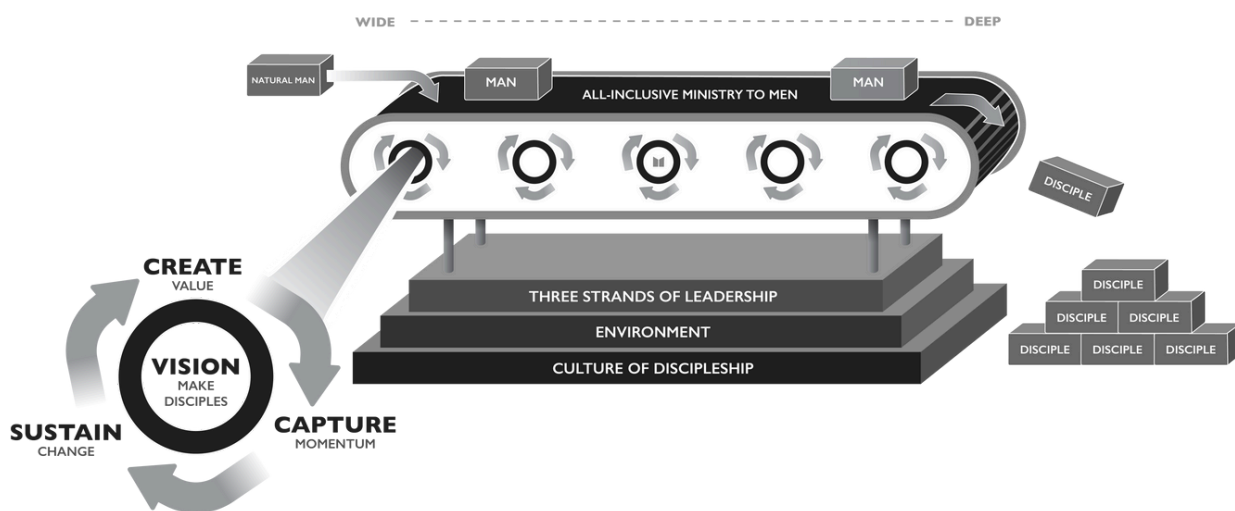 WIDE
DEEP
NATURAL MAN
MAN
MAN
ALL-INCLUSIVE MINISTRY TO MEN
DISCIPLE
THREE STRANDS OF LEADERSHIP
ENVIRONMENT
CULTURE OF DISCIPLESHIP
DISCIPLE
DISCIPLE
DISCIPLE
DISCIPLE
DISCIPLE
DISCIPLE
CREATE
VALUE
VISION
MAKE
DISCIPLES
CAPTURE
MOMENTUM
SUSTAIN
CHANGE